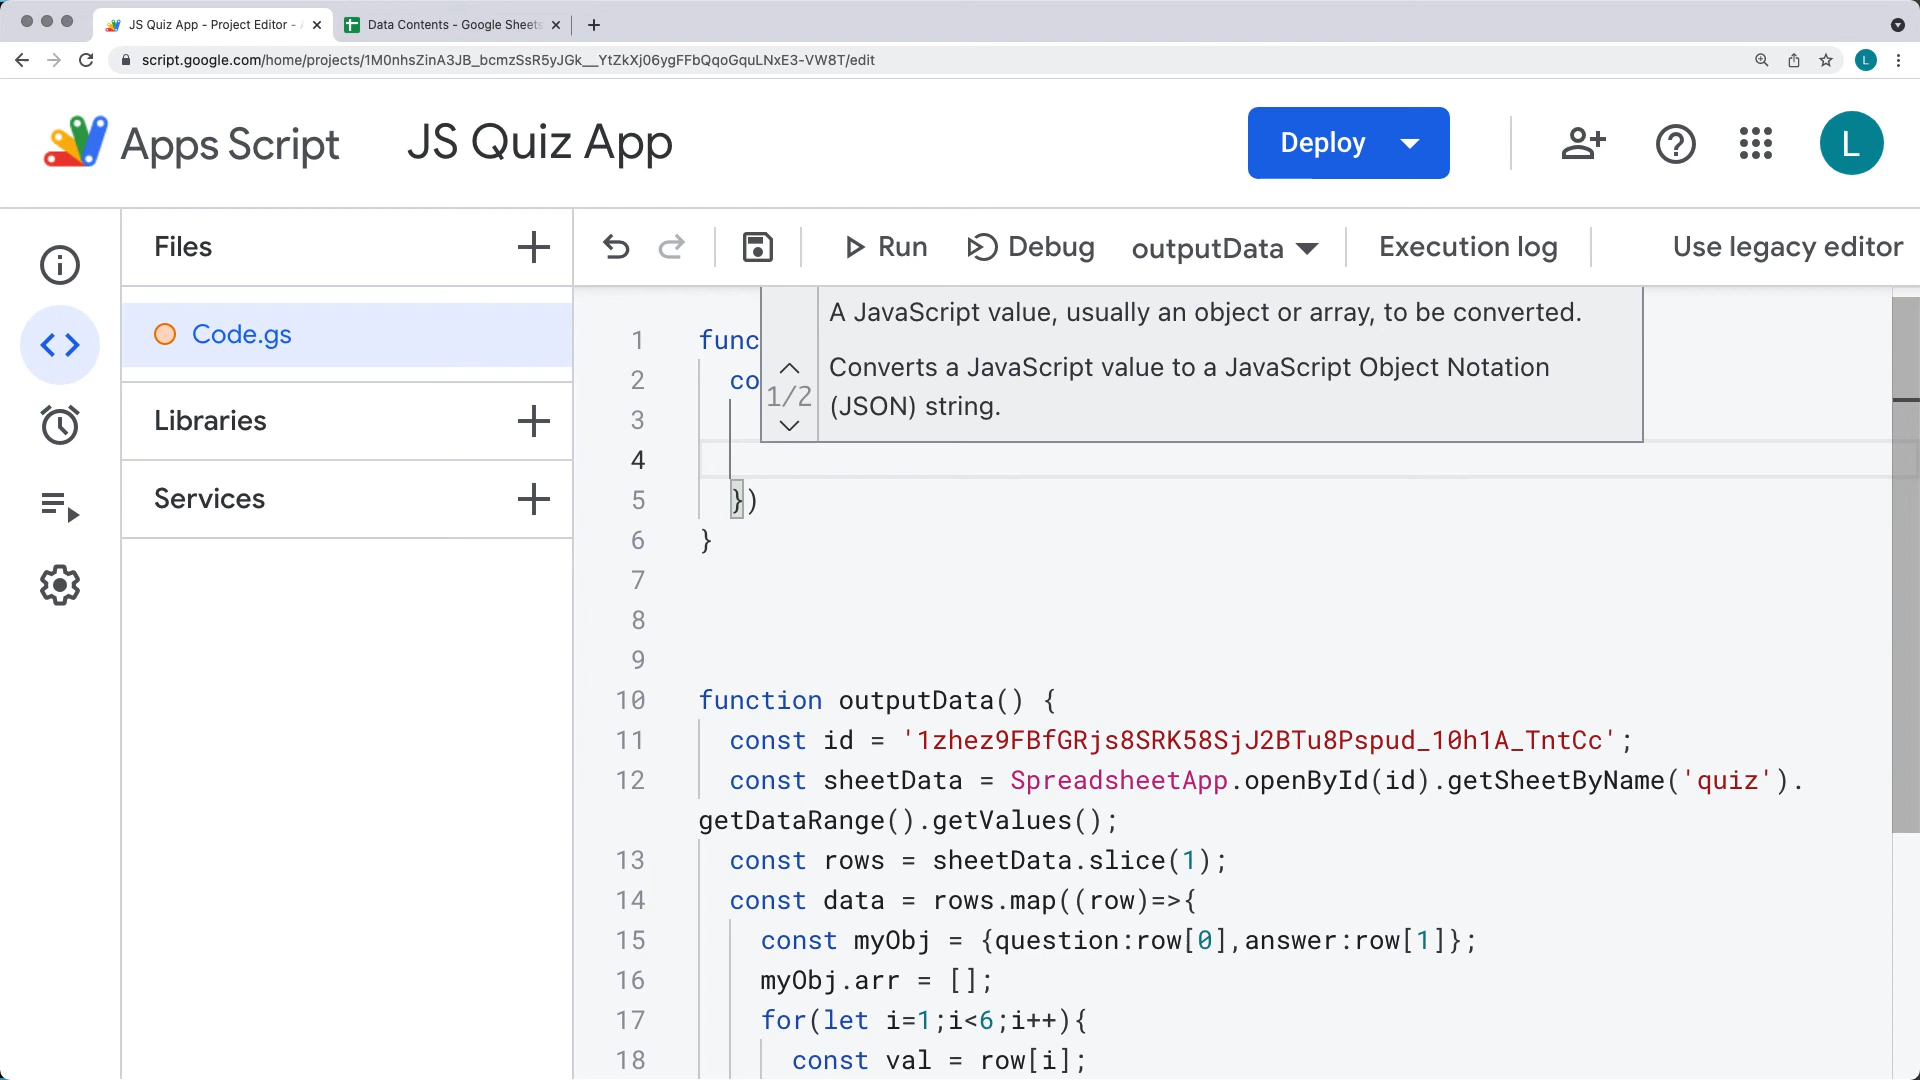 JS Quiz App - Project Editor -
Data Contents - Google Sheets
script.google.com/home/projects/1M0nhsZinA3JB_bcmzSsR5yJGk__YtZkXj06ygFFbQqoGquLNxE3-VW8T/edit
L
Apps Script
JS Quiz App
Deploy
L
Files
Run
Debug
outputData
Execution log
Use legacy editor
Code.gs
Libraries
Services
A JavaScript value, usually an object or array, to be converted.
1/2
Converts a JavaScript value to a JavaScript Object Notation
(JSON) string.
1 func
2 co
3
4
5 })
6 }
7
8
9
10 function outputData() {
11 const id = '1zhez9FBfGRjs8SRK58SjJ2BTu8Pspud_10h1A_TntCc';
12 const sheetData = SpreadsheetApp.openById(id).getSheetByName('quiz').
getDataRange().getValues();
13 const rows = sheetData.slice(1);
14 const data = rows.map((row)=>{
15 const myObj = {question:row[0],answer:row[1]};
16 myObj.arr = [];
17 for(let i=1;i<6;i++){
18 const val = row[i];